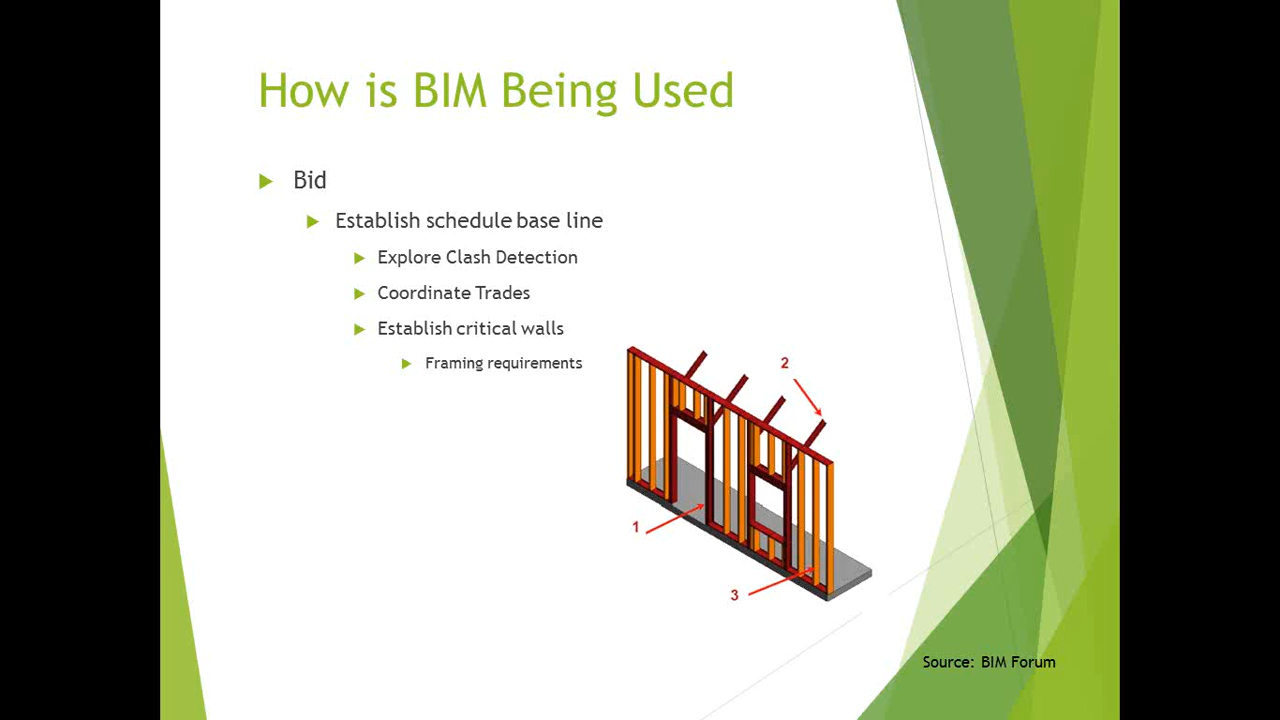 How is BIM Being Used
Bid
Establish schedule base line
Explore Clash Detection
Coordinate Trades
Establish critical walls
Framing requirements
2
1
3
Source: BIM Forum